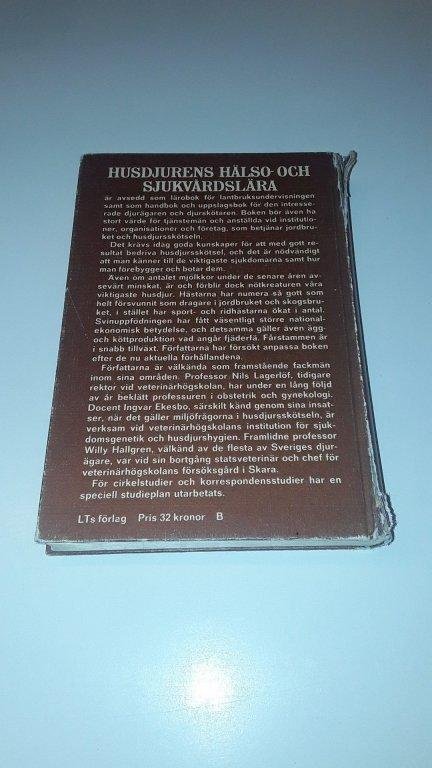 HUSDJURENS HÄLSO- OCH
SJUKVÅRDSLÄRA
är avsedd som lärobok för lantbruksundervisningen
samt som handbok och uppslagsbok för den intresse-
rade djurägaren och djurskötaren. Boken bör även ha
stort värde för tjänstemän och anställda vid institutio-
ner, organisationer och företag, som betjänar jordbru-
ket och husdjursskötseln.
Det krävs idag goda kunskaper för att med gott re-
sultat bedriva husdjursskötsel, och det är nödvändigt
att man känner till de viktigaste sjukdomarna samt hur
man förebygger och botar dem.
Även om antalet mjölkkor under de senare åren av-
sevärt minskat, är och förblir dock nötkreaturen våra
viktigaste husdjur. Hästarna har numera så gott som
helt försvunnit som dragare i jordbruket och skogsbru-
ket, i stället har sport- och ridhästarna ökat i antal.
Svinuppfödningen har fått väsentligt större national-
ekonomisk betydelse, och detsamma gäller även ägg-
och köttproduktion vad angår fjäderfä. Fårstammen är
i snabb tillväxt. Författarna har försökt anpassa boken
efter de nu aktuella förhållandena.
Författarna är välkända som framstående fackmän
inom sina områden. Professor Nils Lagerlöf, tidigare
rektor vid veterinärhögskolan, har under en lång följd
av år beklätt professuren i obstetrik och gynekologi.
Docent Ingvar Ekesbo, särskilt känd genom sina insat-
ser, när det gäller miljöfrågorna i husdjursskötseln, är
verksam vid veterinärhögskolans institution för sjuk-
domsgenetik och husdjurshygien. Framlidne professor
Willy Hallgren, välkänd av de flesta av Sveriges djur-
ägare, var vid sin bortgång statsveterinär och chef för
veterinärhögskolans försöksgård i Skara.
För cirkelstudier och korrespondensstudier har en
speciell studieplan utarbetats.
LTs förlag Pris 32 kronor B